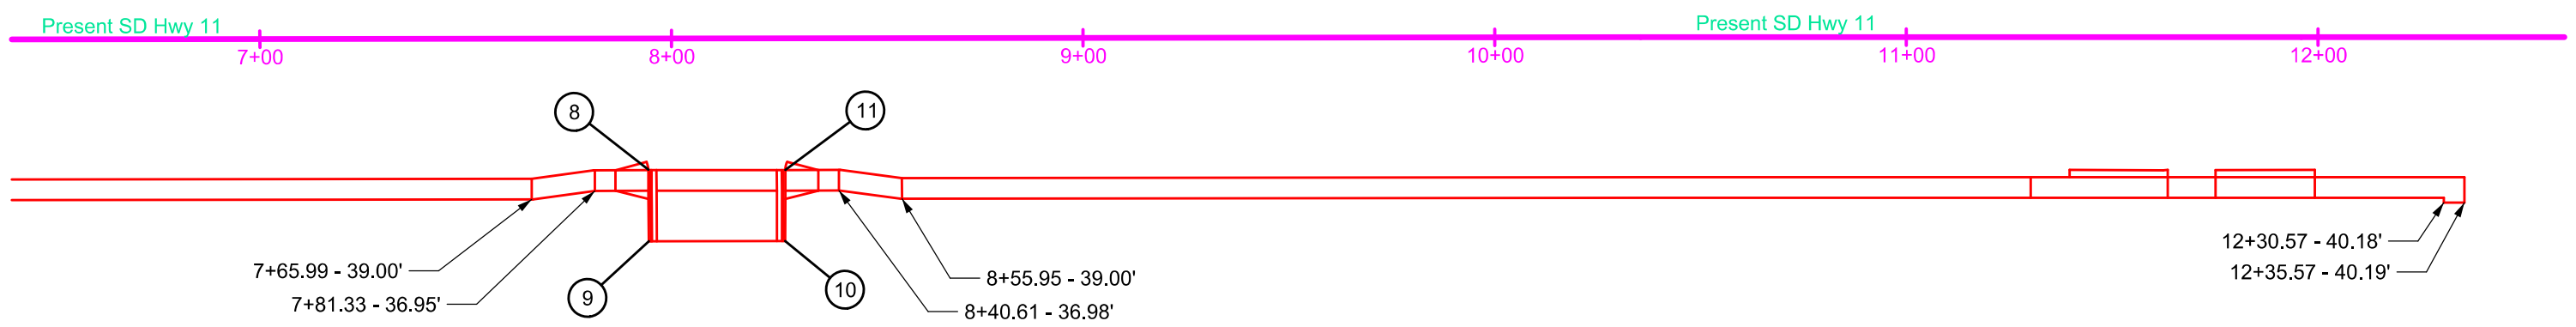 Present SD Hwy 11
Present SD Hwy 11
7+00
8+00
9+00
10+00
11+00
12+00
8
11
9
10
7+65.99 - 39.00'
7+81.33 - 36.95'
8+55.95 - 39.00'
8+40.61 - 36.98'
12+30.57 - 40.18'
12+35.57 - 40.19'